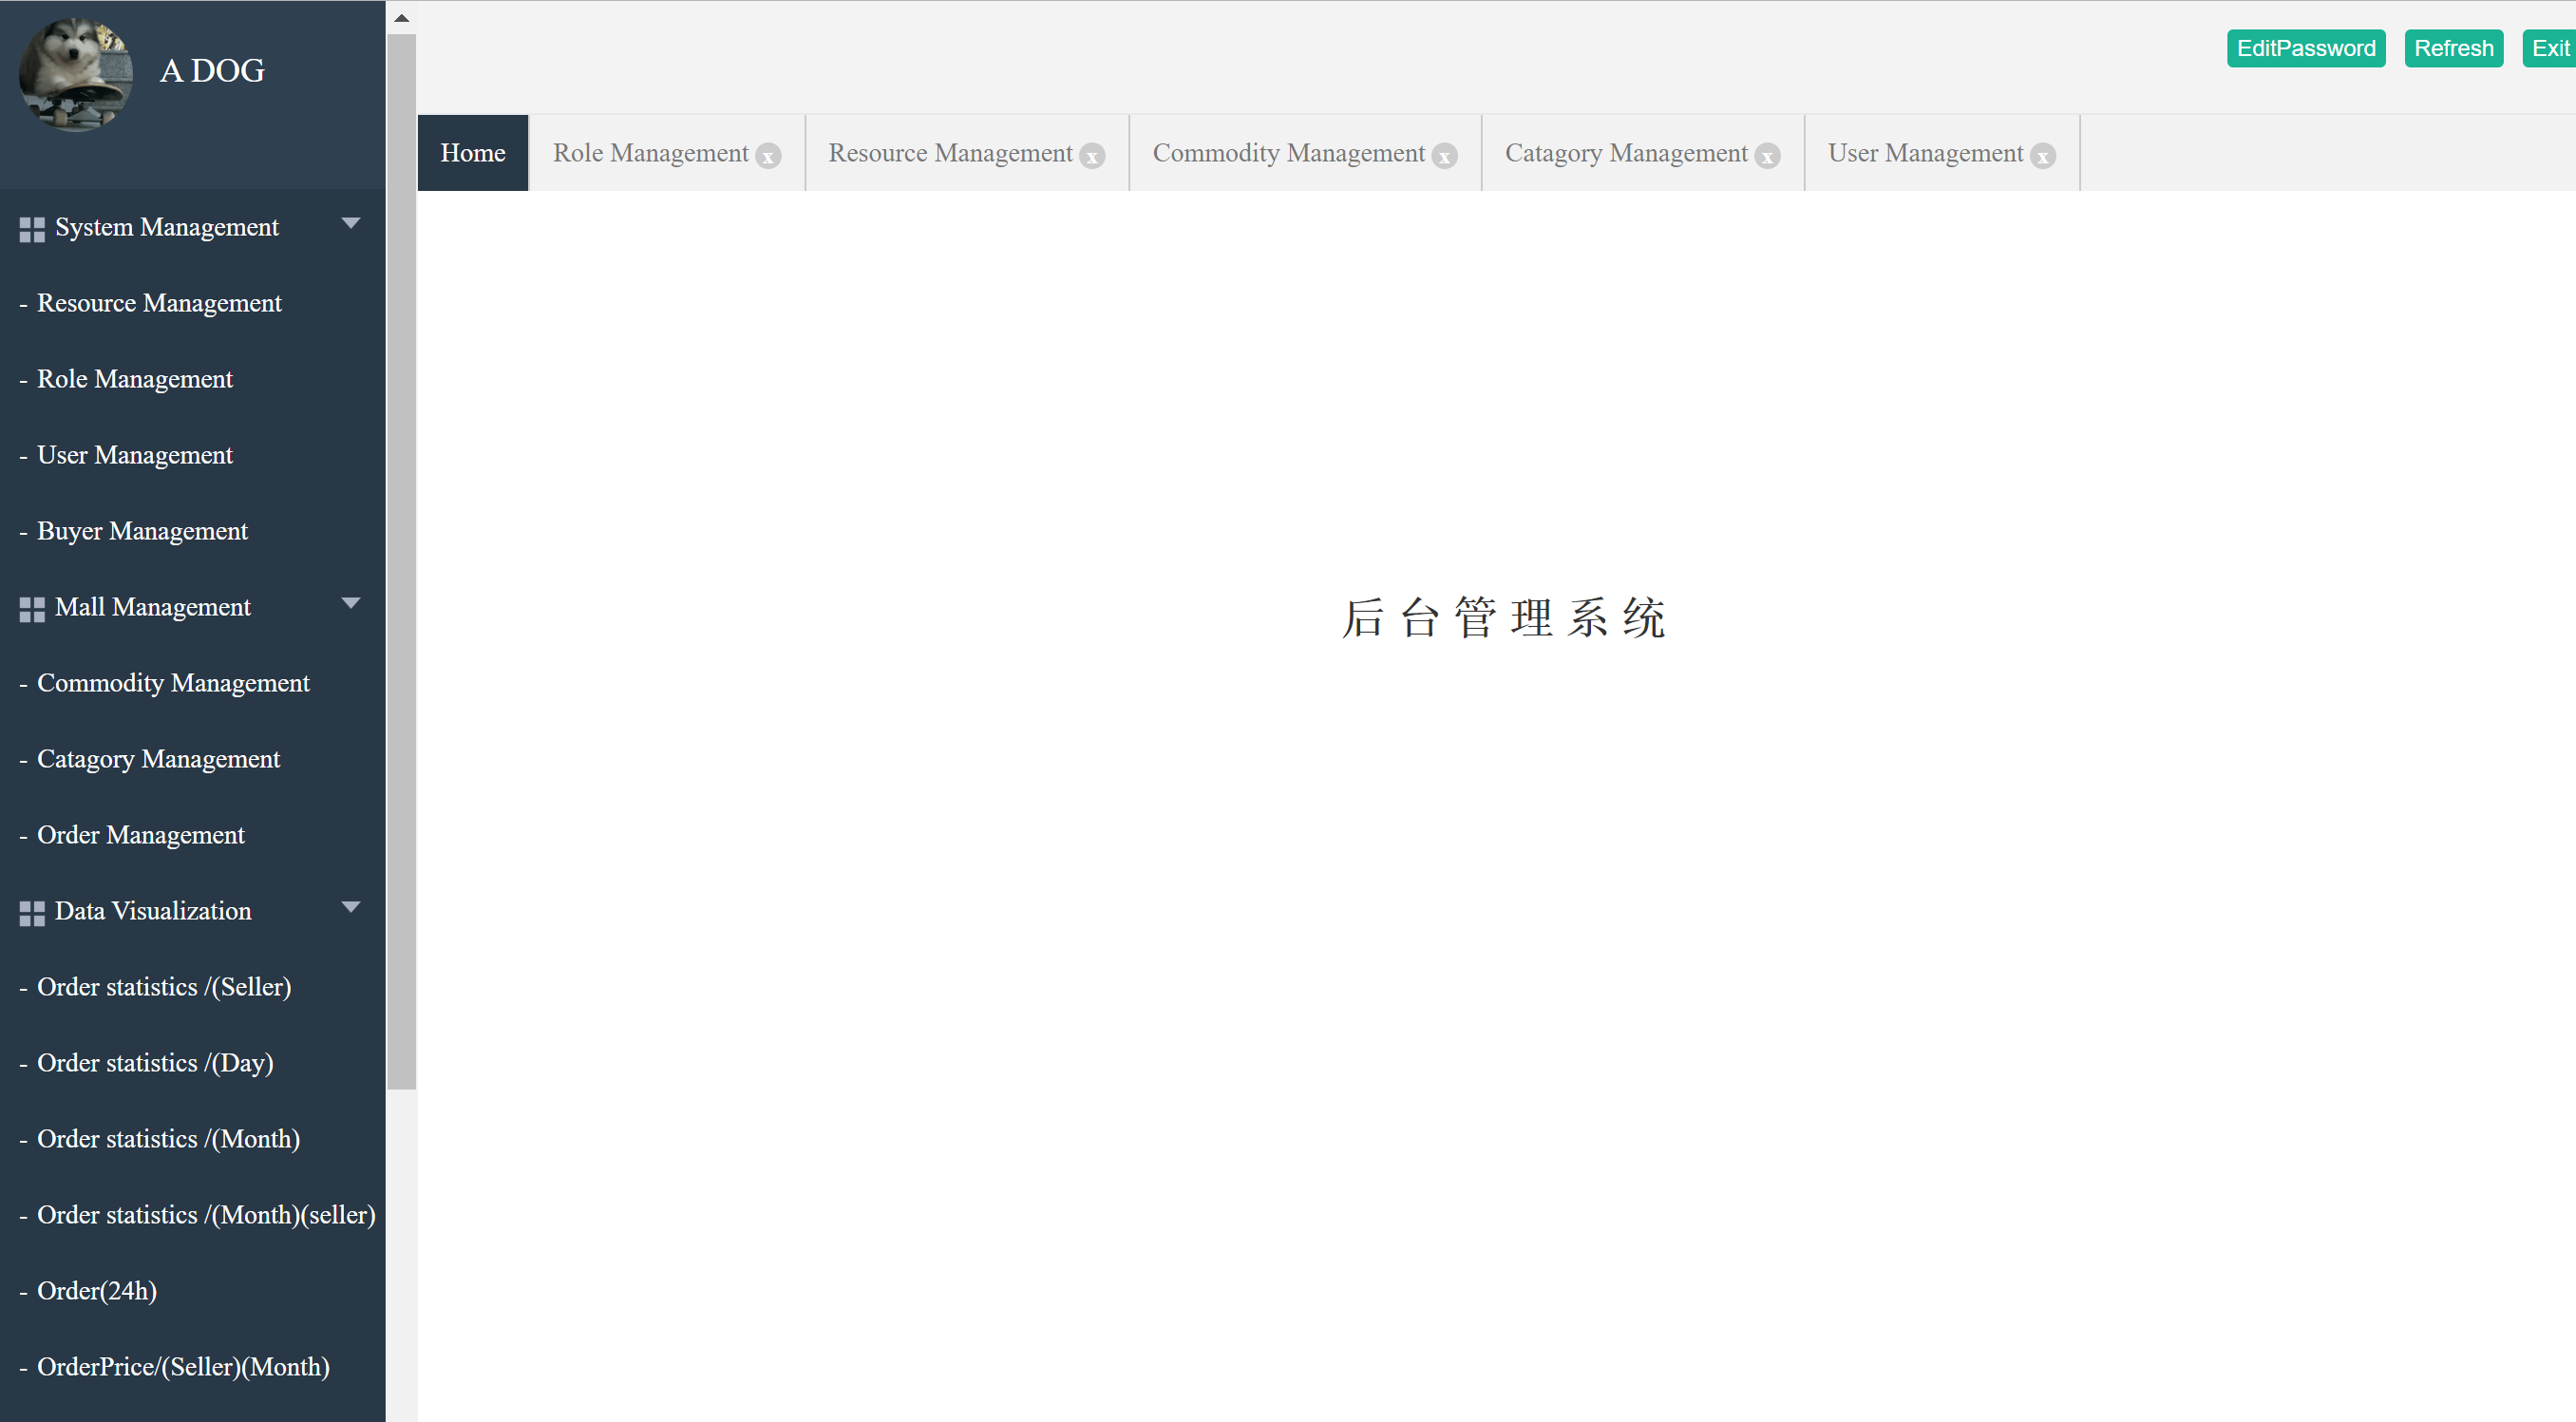 A DOG
EditPassword Refresh Exit
Home Role Management x Resource Management x Commodity Management x Catagory Management x User Management x
System Management
- Resource Management
- Role Management
- User Management
- Buyer Management
Mall Management
- Commodity Management
- Catagory Management
- Order Management
Data Visualization
- Order statistics /(Seller)
- Order statistics /(Day)
- Order statistics /(Month)
- Order statistics /(Month)(seller)
- Order(24h)
- OrderPrice/(Seller)(Month)
后台管理系统